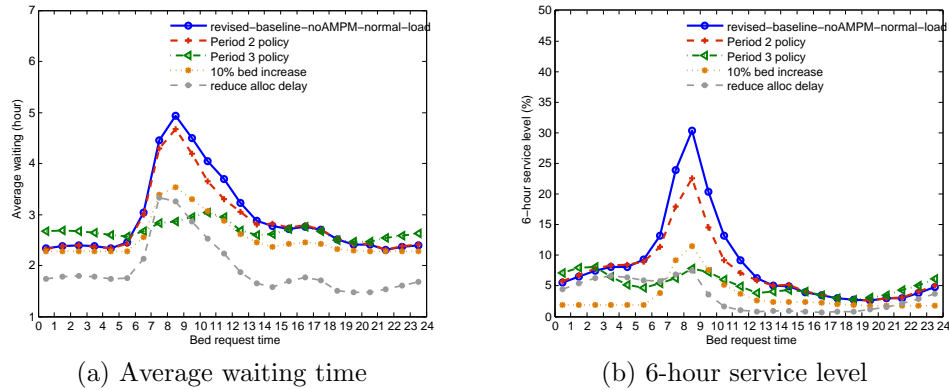 7
6
5
4
3
2
1
Average waiting (hour)
revised−baseline−noAMPM−normal−load
Period 2 policy
Period 3 policy
10% bed increase
reduce alloc delay
0 1 2 3 4 5 6 7 8 9 10 11 12 13 14 15 16 17 18 19 20 21 22 23 24
Bed request time
(a) Average waiting time
50
45
40
35
30
25
20
15
10
5
0
6−hour service level (%)
revised−baseline−noAMPM−normal−load
Period 2 policy
Period 3 policy
10% bed increase
reduce alloc delay
0 1 2 3 4 5 6 7 8 9 10 11 12 13 14 15 16 17 18 19 20 21 22 23 24
Bed request time
(b) 6-hour service level